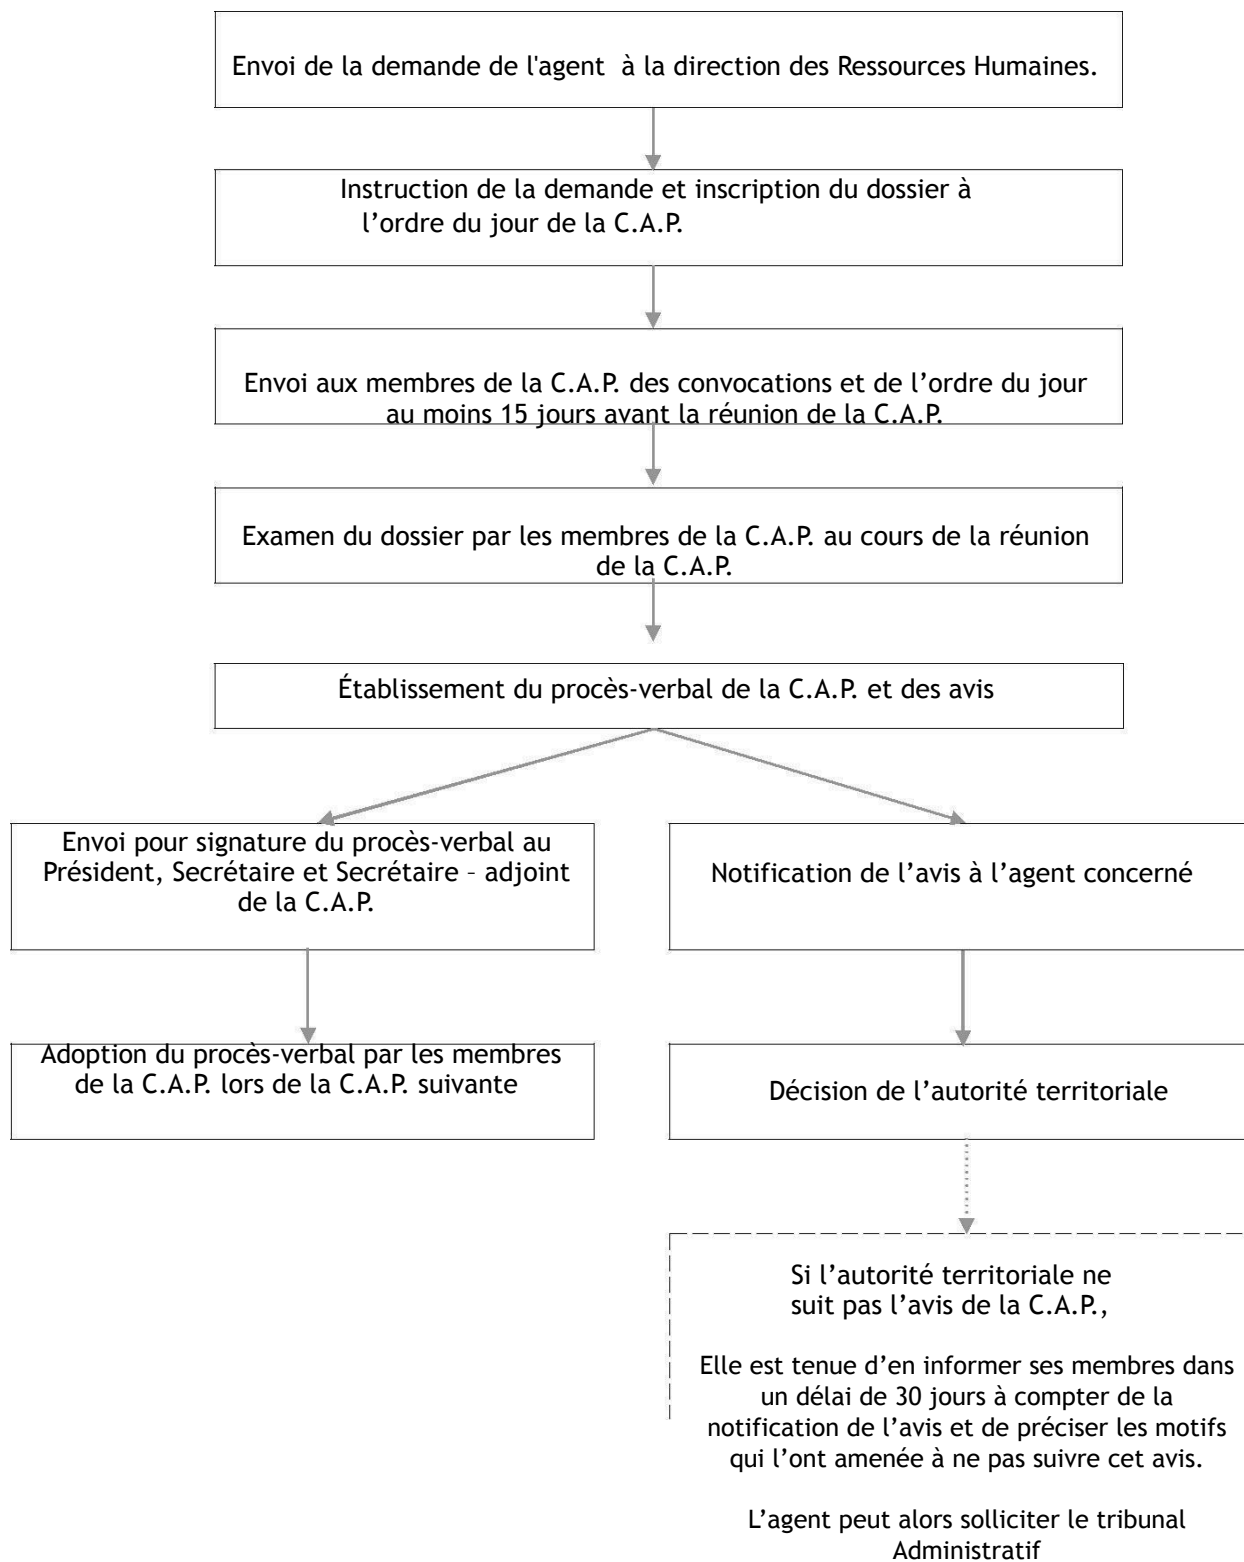 Envoi de la demande de l'agent  à la direction des Ressources Humaines.
Instruction de la demande et inscription du dossier à
l’ordre du jour de la C.A.P.
Envoi aux membres de la C.A.P. des convocations et de l’ordre du jour
au moins 15 jours avant la réunion de la C.A.P.
Examen du dossier par les membres de la C.A.P. au cours de la réunion
de la C.A.P.
Établissement du procès-verbal de la C.A.P. et des avis
Envoi pour signature du procès-verbal au
Président, Secrétaire et Secrétaire – adjoint
de la C.A.P.
Notification de l’avis à l’agent concerné
Adoption du procès-verbal par les membres
de la C.A.P. lors de la C.A.P. suivante
Décision de l’autorité territoriale
Si l’autorité territoriale ne
suit pas l’avis de la C.A.P.,
Elle est tenue d’en informer ses membres dans
un délai de 30 jours à compter de la
notification de l’avis et de préciser les motifs
qui l’ont amenée à ne pas suivre cet avis.
L’agent peut alors solliciter le tribunal
Administratif